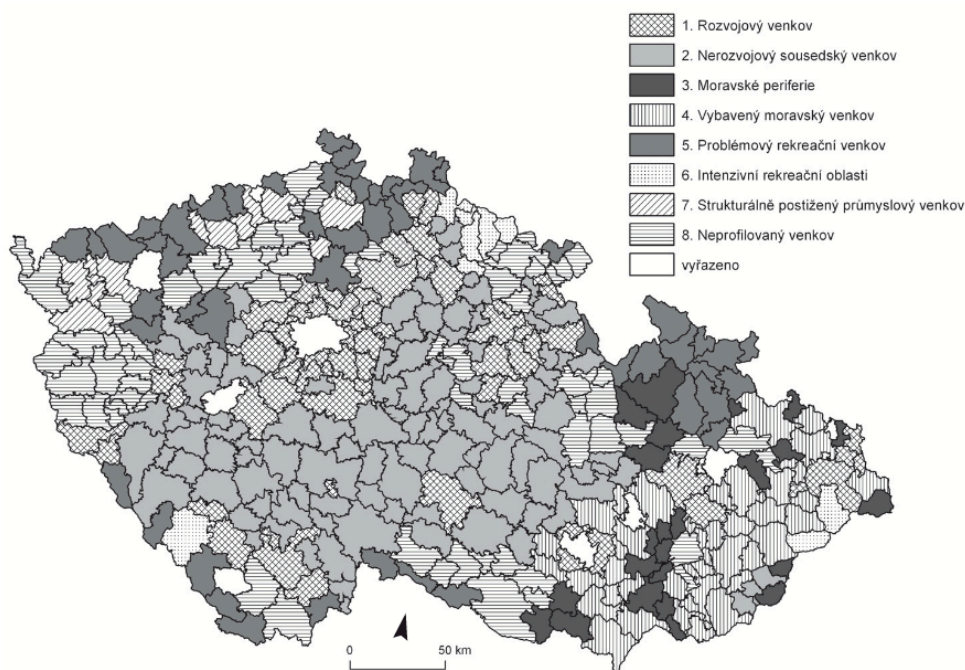 1. Rozvojový venkov
2. Nerozvojový sousedský venkov
3. Moravské periferie
4. Vybavený moravský venkov
5. Problémový rekreační venkov
6. Intenzivní rekreační oblasti
7. Strukturálně postižený průmyslový venkov
8. Neprofilovaný venkov
vyřazeno
0 50 km